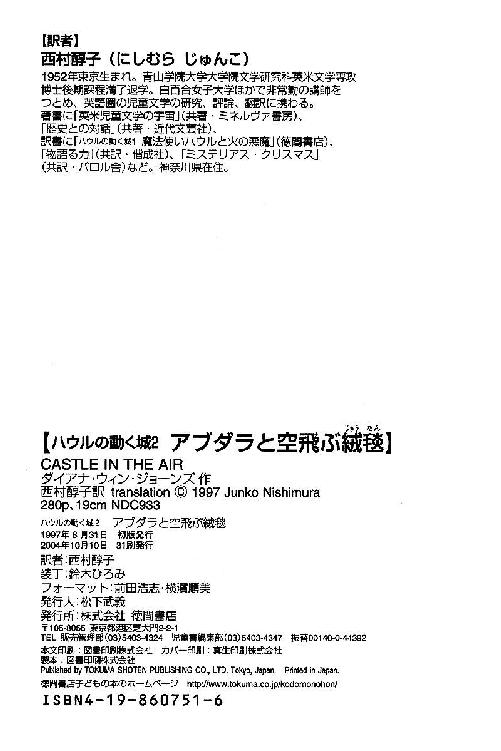 【訳者】
西村醇子(にしむら じゅんこ)
1952年東京生まれ。青山学院大学大学院文学研究科英米文学専攻
博士後期課程満了退学。白百合女子大学ほかで非常勤の講師を
つとめ、英語圏の児童文学の研究、評論、翻訳に携わる。
著書に「英米児童文学の宇宙」(共著・ミネルヴァ書房)、
「歴史との対話」(共著・近代文芸社)、
訳書に「ハウルの動く城1 魔法使いハウルと火の悪魔」(徳間書店)、
「物語る力」(共訳・偕成社)、「ミステリアス・クリスマス」
(共訳・パロル舎)など。神奈川県在住。
じゅう たん
【ハウルの動く城2 アブダラと空飛ぶ絨毯】
CASTLE IN THE AIR
ダイアナ・ウィン・ジョーンズ作
西村醇子訳 translation © 1997 Junko Nishimura
280p、19cm NDC933
ハウルの動く城2 アブダラと空飛ぶ絨毯
1997年8月31日 初版発行
2004年10月10日 31刷発行
訳者：西村醇子
装丁：鈴木ひろみ
フォーマット：前田浩志・横濱順美
発行人：松下武義
発行所：株式会社 徳間書店
〒105-8055 東京都港区芝大門2-2-1
TEL 販売管理部(03)5403-4324 児童書編集部(03)5403-4347 振替00140-0-44392
本文印刷：図書印刷株式会社 カバー印刷：真生印刷株式会社
製本：図書印刷株式会社
Published by TOKUMA SHOTEN PUBLISHING CO., LTD. Tokyo, Japan. Printed in Japan.
徳間書店子どもの本のホームページ http://www.tokuma.co.jp/kodomonohon/
ISBN4-19-860751-6